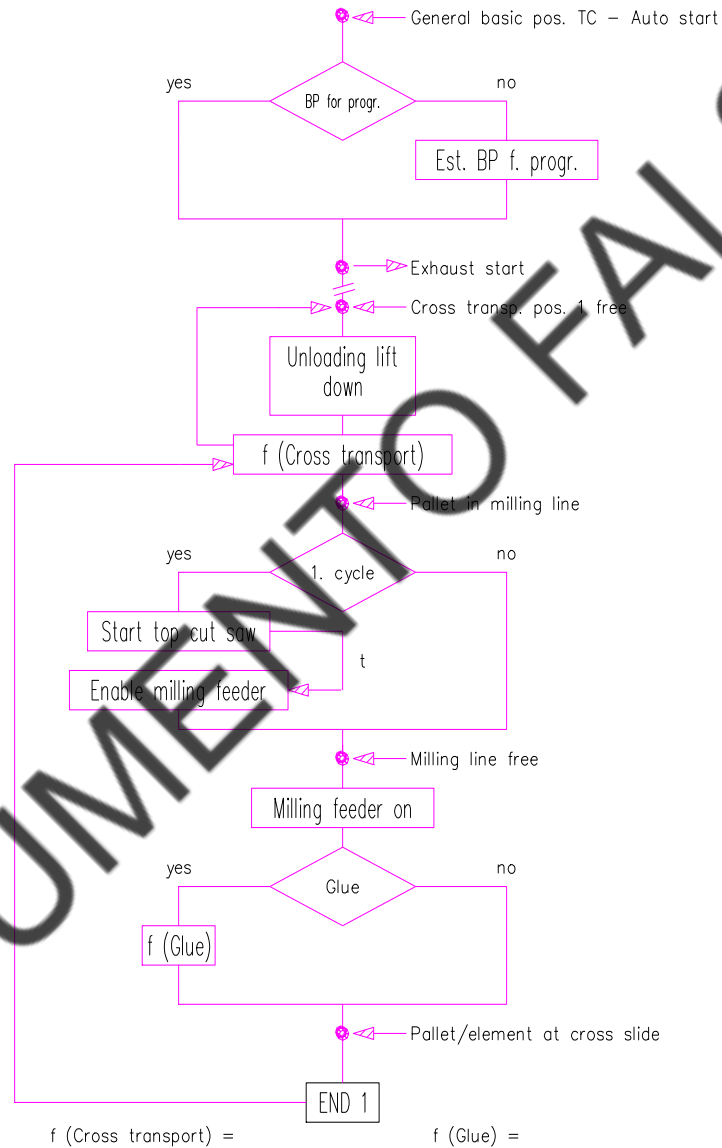 General basic pos. TC - Auto start
yes
no
BP for progr.
Est. BP f. progr.
Exhaust start
Cross transp. pos. 1 free
Unloading lift
down
f (Cross transport)
Pallet in milling line
yes
no
1. cycle
Start top cut saw
t
Enable milling feeder
Milling line free
Milling feeder on
yes
no
Glue
f (Glue)
Pallet/element at cross slide
END 1
f (Cross transport) =
f (Glue) =
UMENTO FAL